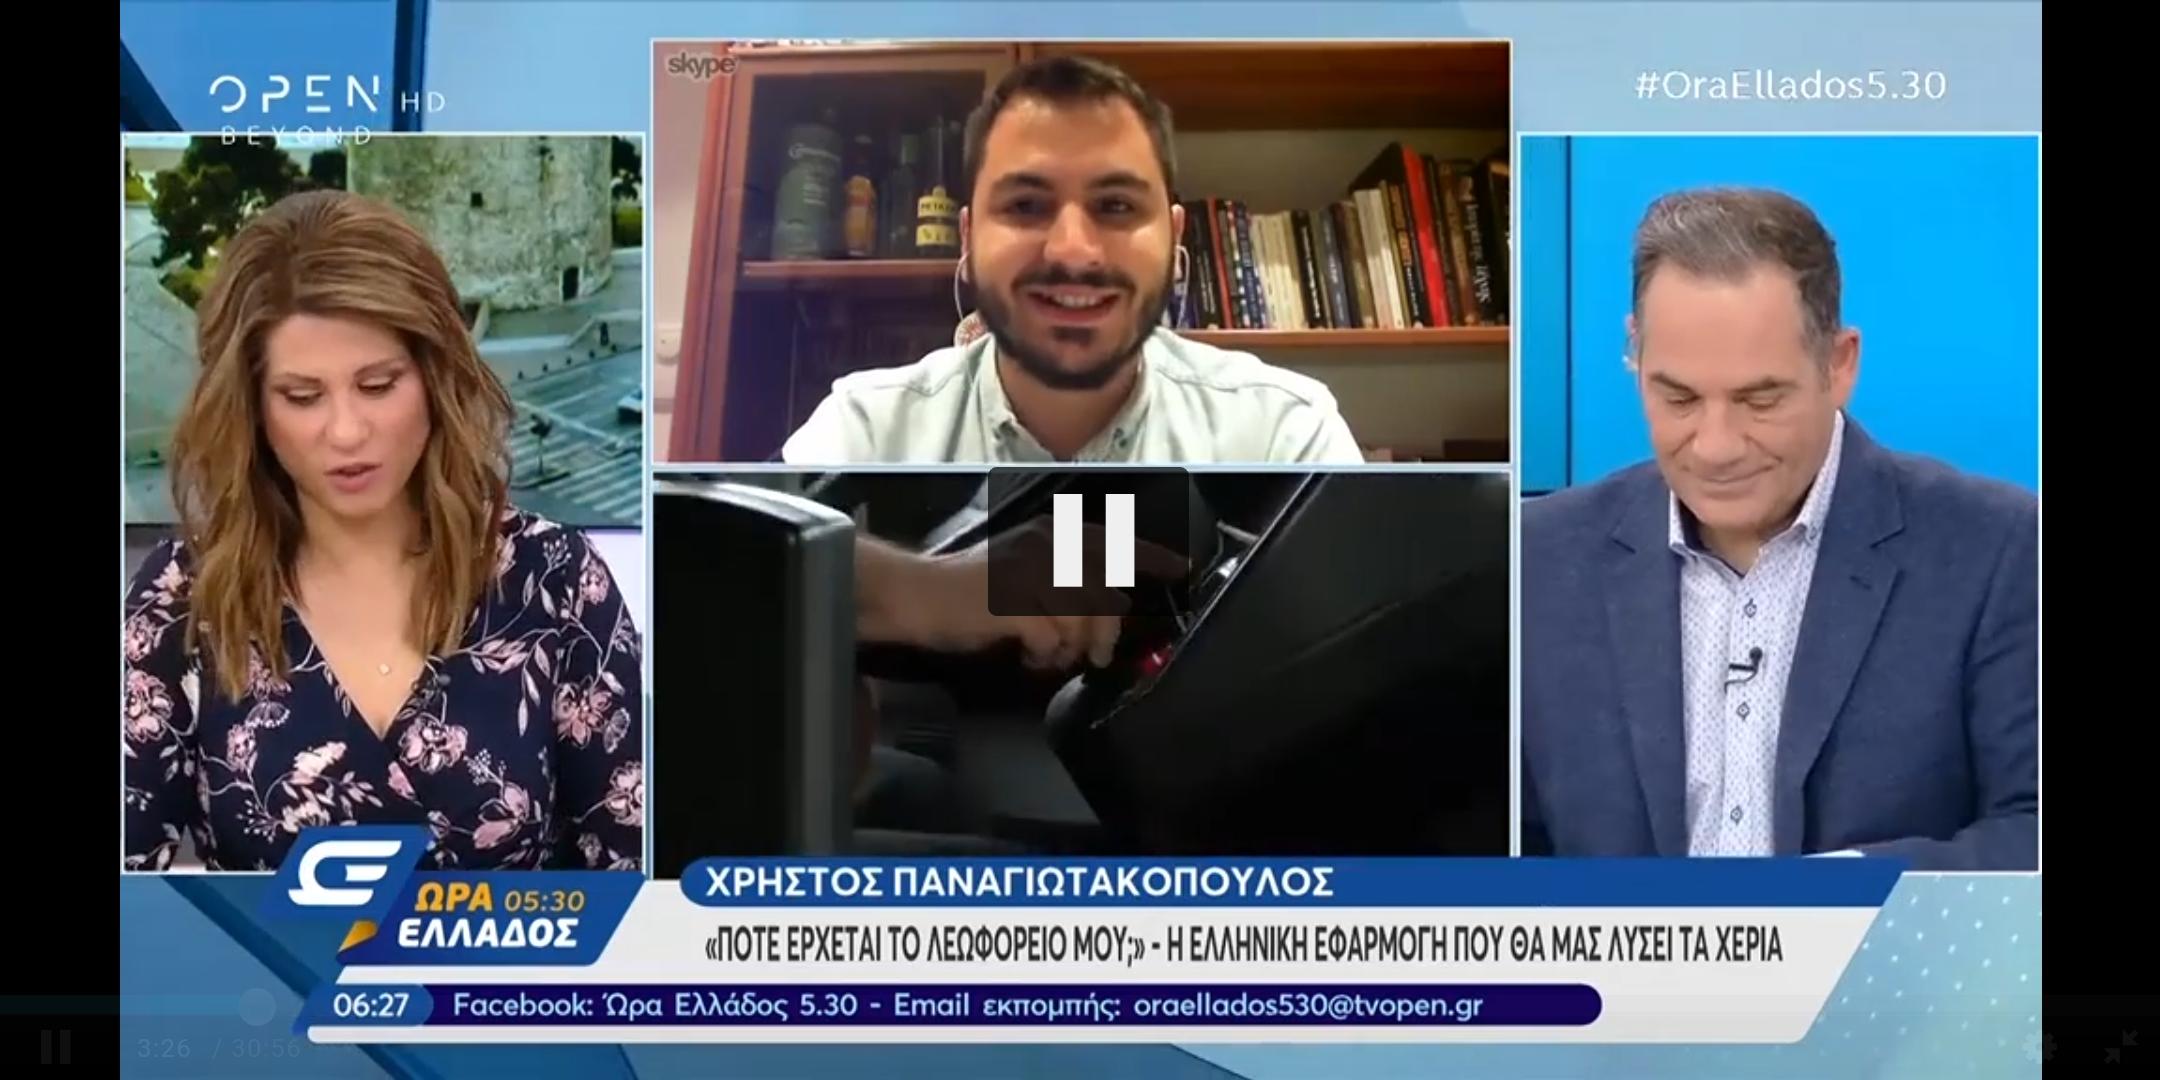 skype
OPEN HD
BEYOND
#OraEllados5.30
METAXA
ΧΡΗΣΤΟΣ ΠΑΝΑΓΙΩΤΑΚΟΠΟΥΛΟΣ
ΩΡΑ 05:30
ΕΛΛΑΔΟΣ
«ΠΟΤΕ ΕΡΧΕΤΑΙ ΤΟ ΛΕΩΦΟΡΕΙΟ ΜΟΥ;» - Η ΕΛΛΗΝΙΚΗ ΕΦΑΡΜΟΓΗ ΠΟΥ ΘΑ ΜΑΣ ΛΥΣΕΙ ΤΑ ΧΕΡΙΑ
06:27 Facebook: Ώρα Ελλάδος 5.30 - Email εκπομπής: oraellados530@tvopen.gr
3:26 / 30:56